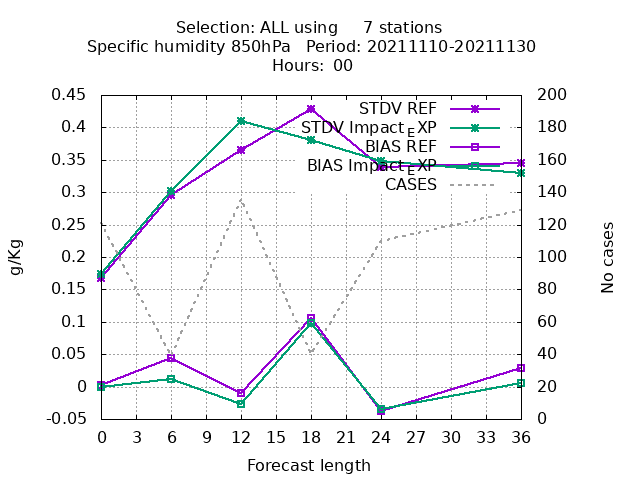 Selection: ALL using 7 stations
Specific humidity 850hPa Period: 20211110-20211130
Hours: 00
0.45
0.4
0.35
0.3
0.25
0.2
0.15
0.1
0.05
0
-0.05
g/Kg
STDV REF
STDV Impact_EXP
BIAS REF
BIAS Impact_EXP
CASES
200
180
160
140
120
100
80
60
40
20
0
No cases
0 3 6 9 12 15 18 21 24 27 30 33 36
Forecast length